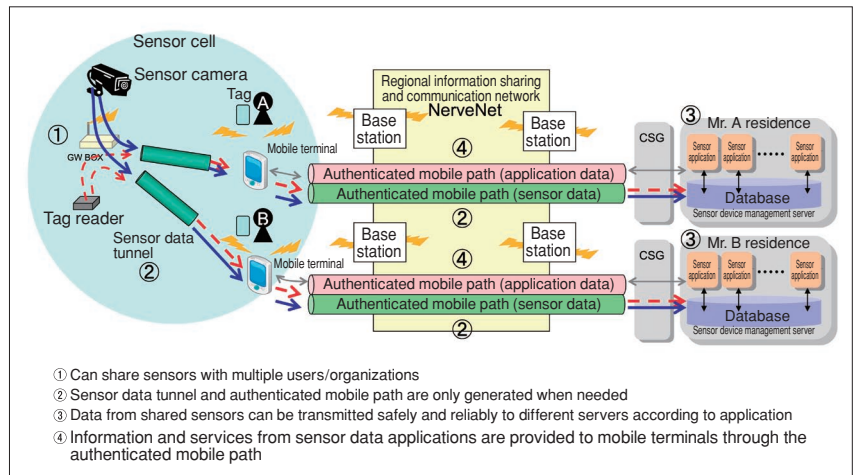 Sensor cell
Sensor camera
Tag
A
①
GW BOX
Mobile terminal
Tag reader
Sensor data
tunnel
②
B
Mobile terminal
Regional information sharing
and communication network
NerveNet
Base
station
Base
station
④
Authenticated mobile path (application data)
Authenticated mobile path (sensor data)
②
Base
station
Base
station
④
Authenticated mobile path (application data)
Authenticated mobile path (sensor data)
②
CSG
③
Mr. A residence
Sensor
application
Sensor
application
Sensor
application
Database
Sensor device management server
CSG
③
Mr. B residence
Sensor
application
Sensor
application
Sensor
application
Database
Sensor device management server
① Can share sensors with multiple users/organizations
② Sensor data tunnel and authenticated mobile path are only generated when needed
③ Data from shared sensors can be transmitted safely and reliably to different servers according to application
④ Information and services from sensor data applications are provided to mobile terminals through the
authenticated mobile path